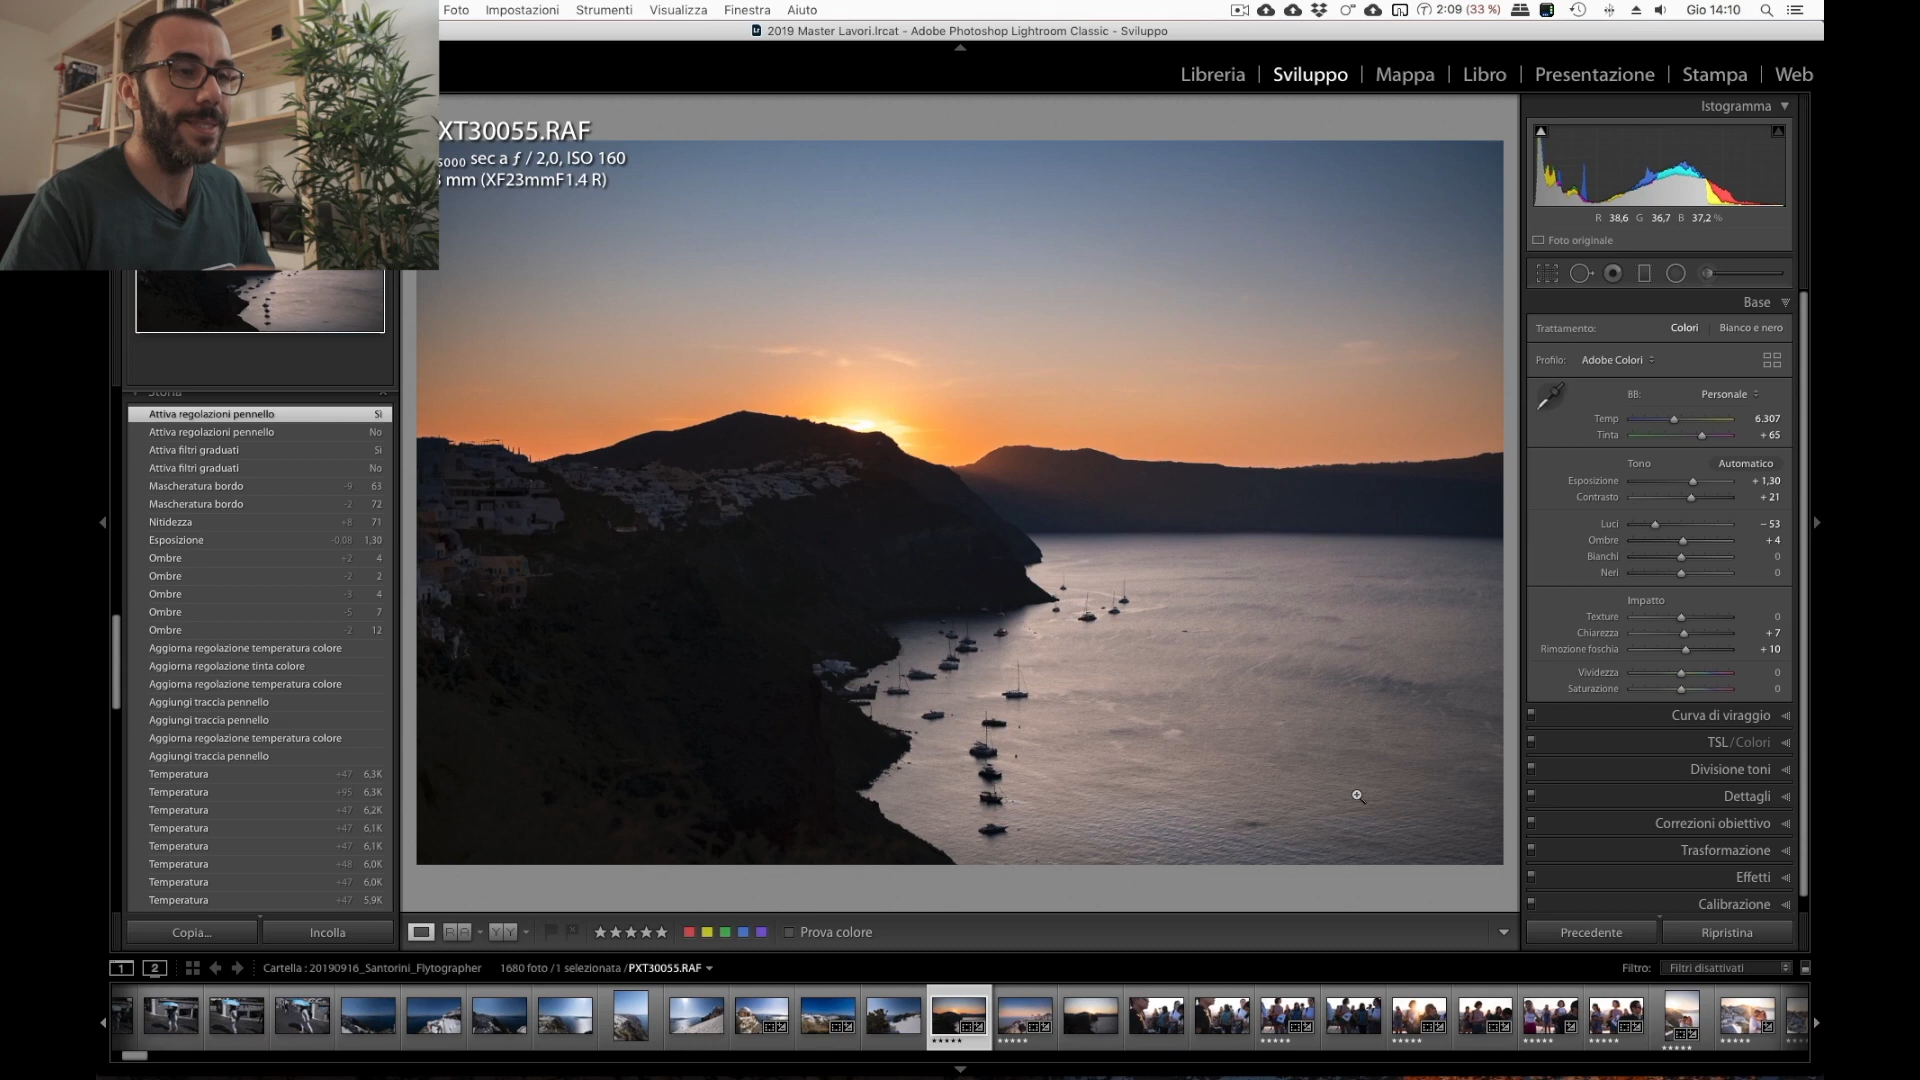 Foto Impostazioni Strumenti Visualizza Finestra Aiuto 2:09 (33 %) Gio 14:10
2019 Master Lavori.lrcat - Adobe Photoshop Lightroom Classic - Sviluppo
Libreria | Sviluppo | Mappa | Libro | Presentazione | Stampa | Web
XT30055.RAF
5000 sec a ƒ / 2,0, ISO 160
mm (XF23mmF1.4 R)
Istogramma
R 38,6 G 36,7 B 37,2 %
Foto originale
Base
Trattamento: Colori | Bianco e nero
Profilo: Adobe Colori
BB: Personale
Temp 6.307
Tinta + 65
Tono Automatico
Esposizione + 1,30
Contrasto + 21
Luci – 53
Ombre + 4
Bianchi 0
Neri 0
Impatto
Texture 0
Chiarezza + 7
Rimozione foschia + 10
Vividezza 0
Saturazione 0
Curva di viraggio
TSL / Colori
Divisione toni
Dettagli
Correzioni obiettivo
Trasformazione
Effetti
Calibrazione
Precedente Ripristina
Storia
Attiva regolazioni pennello Sì
Attiva regolazioni pennello No
Attiva filtri graduati Sì
Attiva filtri graduati No
Mascheratura bordo -9 63
Mascheratura bordo -2 72
Nitidezza +8 71
Esposizione -0,08 1,30
Ombre +2 4
Ombre -2 2
Ombre -3 4
Ombre -5 7
Ombre -2 12
Aggiorna regolazione temperatura colore
Aggiorna regolazione tinta colore
Aggiorna regolazione temperatura colore
Aggiungi traccia pennello
Aggiungi traccia pennello
Aggiorna regolazione temperatura colore
Aggiungi traccia pennello
Temperatura +47 6,3K
Temperatura +95 6,3K
Temperatura +47 6,2K
Temperatura +47 6,1K
Temperatura +47 6,1K
Temperatura +48 6,0K
Temperatura +47 6,0K
Temperatura +47 5,9K
Copia... Incolla
R A Y Y Prova colore
1 2 Cartella : 20190916_Santorini_Flytographer 1680 foto / 1 selezionata / PXT30055.RAF Filtro: Filtri disattivati